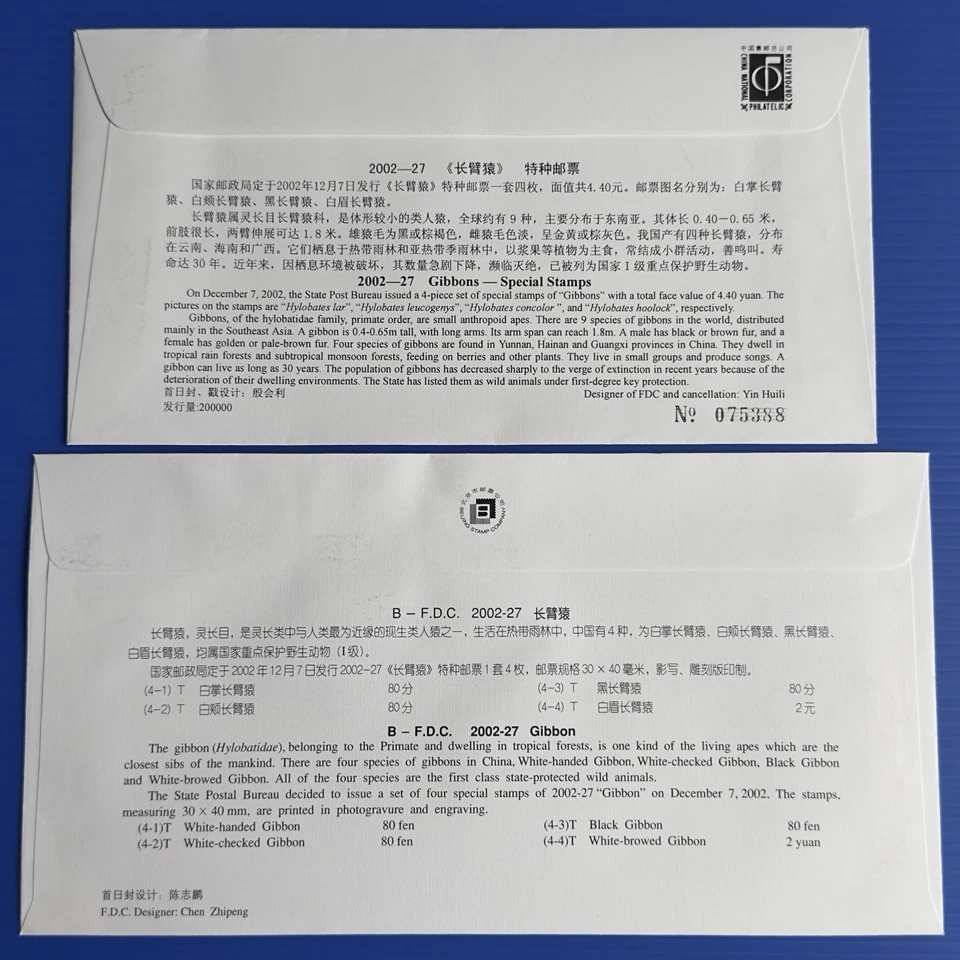 中国集邮总公司
CHINA NATIONAL PHILATELIC CORPORATION
2002—27 《长臂猿》 特种邮票
国家邮政局定于2002年12月7日发行《长臂猿》特种邮票一套四枚，面值共4.40元。邮票图名分别为：白掌长臂
猿、白颊长臂猿、黑长臂猿、白眉长臂猿。
长臂猿属灵长目长臂猿科，是体形较小的类人猿，全球约有 9 种，主要分布于东南亚。其体长 0.40－0.65 米，
前肢很长，两臂伸展可达 1.8 米。雄猿毛为黑或棕褐色，雌猿毛色淡，呈金黄或棕灰色。我国产有四种长臂猿，分布
在云南、海南和广西。它们栖息于热带雨林和亚热带季雨林中，以浆果等植物为主食，常结成小群活动，善鸣叫。寿
命达 30 年。近年来，因栖息环境被破坏，其数量急剧下降，濒临灭绝，已被列为国家 I 级重点保护野生动物。
2002—27 Gibbons — Special Stamps
On December 7, 2002, the State Post Bureau issued a 4-piece set of special stamps of “Gibbons” with a total face value of 4.40 yuan. The
pictures on the stamps are “Hylobates lar”, “Hylobates leucogenys”, “Hylobates concolor”, and “Hylobates hoolock”, respectively.
Gibbons, of the hylobatidae family, primate order, are small anthropoid apes. There are 9 species of gibbons in the world, distributed
mainly in the Southeast Asia. A gibbon is 0.4-0.65m tall, with long arms. Its arm span can reach 1.8m. A male has black or brown fur, and a
female has golden or pale-brown fur. Four species of gibbons are found in Yunnan, Hainan and Guangxi provinces in China. They dwell in
tropical rain forests and subtropical monsoon forests, feeding on berries and other plants. They live in small groups and produce songs. A
gibbon can live as long as 30 years. The population of gibbons has decreased sharply to the verge of extinction in recent years because of the
deterioration of their dwelling environments. The State has listed them as wild animals under first-degree key protection.
首日封、戳设计：殷会利 Designer of FDC and cancellation: Yin Huili
发行量:200000 Nº 075388
北京市邮票公司
BEIJING STAMP COMPANY
B – F.D.C. 2002-27 长臂猿
长臂猿，灵长目，是灵长类中与人类最为近缘的现生类人猿之一，生活在热带雨林中，中国有 4 种，为白掌长臂猿、白颊长臂猿、黑长臂猿、
白眉长臂猿，均属国家重点保护野生动物（I 级）。
国家邮政局定于 2002 年 12 月 7 日发行 2002-27《长臂猿》特种邮票 1 套 4 枚，邮票规格 30 × 40 毫米，影写、雕刻版印制。
(4-1) T 白掌长臂猿 80 分 (4-3) T 黑长臂猿 80 分
(4-2) T 白颊长臂猿 80 分 (4-4) T 白眉长臂猿 2 元
B – F.D.C. 2002-27 Gibbon
The gibbon (Hylobatidae), belonging to the Primate and dwelling in tropical forests, is one kind of the living apes which are the
closest sibs of the mankind. There are four species of gibbons in China, White-handed Gibbon, White-checked Gibbon, Black Gibbon
and White-browed Gibbon. All of the four species are the first class state-protected wild animals.
The State Postal Bureau decided to issue a set of four special stamps of 2002-27 “Gibbon” on December 7, 2002. The stamps,
measuring 30 × 40 mm, are printed in photogravure and engraving.
(4-1)T White-handed Gibbon 80 fen (4-3)T Black Gibbon 80 fen
(4-2)T White-checked Gibbon 80 fen (4-4)T White-browed Gibbon 2 yuan
首日封设计：陈志鹏
F.D.C. Designer: Chen Zhipeng